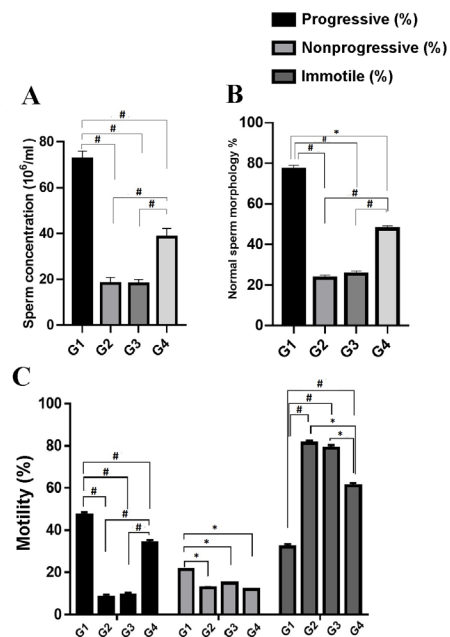 Progressive (%)
Nonprogressive (%)
Immotile (%)
A
Sperm concentration (10⁶/ml)
80
60
40
20
0
#
#
#
#
#
G1
G2
G3
G4
B
Normal sperm morphology %
100
80
60
40
20
0
*
#
#
#
#
G1
G2
G3
G4
C
Motility (%)
100
80
60
40
20
0
#
#
#
#
#
*
*
*
#
#
#
*
*
G1
G2
G3
G4
G1
G2
G3
G4
G1
G2
G3
G4